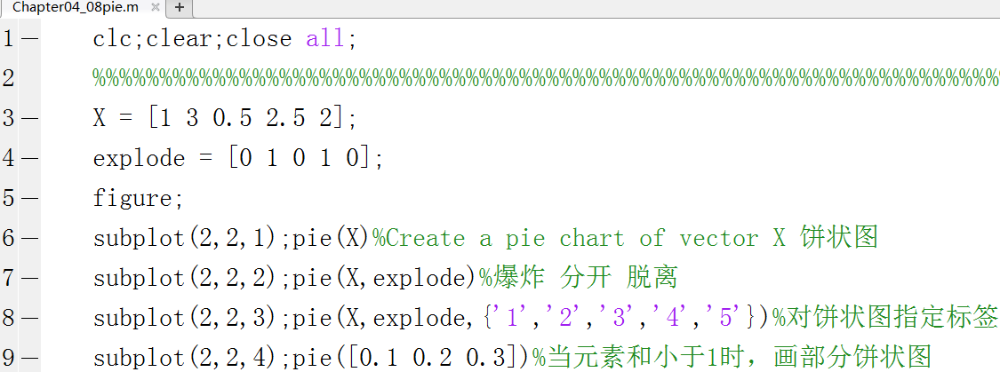 Chapter04_08pie.m × +
1 — clc;clear;close all;
2 %%%%%%%%%%%%%%%%%%%%%%%%%%%%%%%%%%%%%%%%%%%%%%%%%%%%%%%%%%%%%%%%%%%%%%
3 — X = [1 3 0.5 2.5 2];
4 — explode = [0 1 0 1 0];
5 — figure;
6 — subplot(2,2,1);pie(X)%Create a pie chart of vector X 饼状图
7 — subplot(2,2,2);pie(X,explode)%爆炸 分开 脱离
8 — subplot(2,2,3);pie(X,explode,{'1','2','3','4','5'})%对饼状图指定标签
9 — subplot(2,2,4);pie([0.1 0.2 0.3])%当元素和小于1时，画部分饼状图